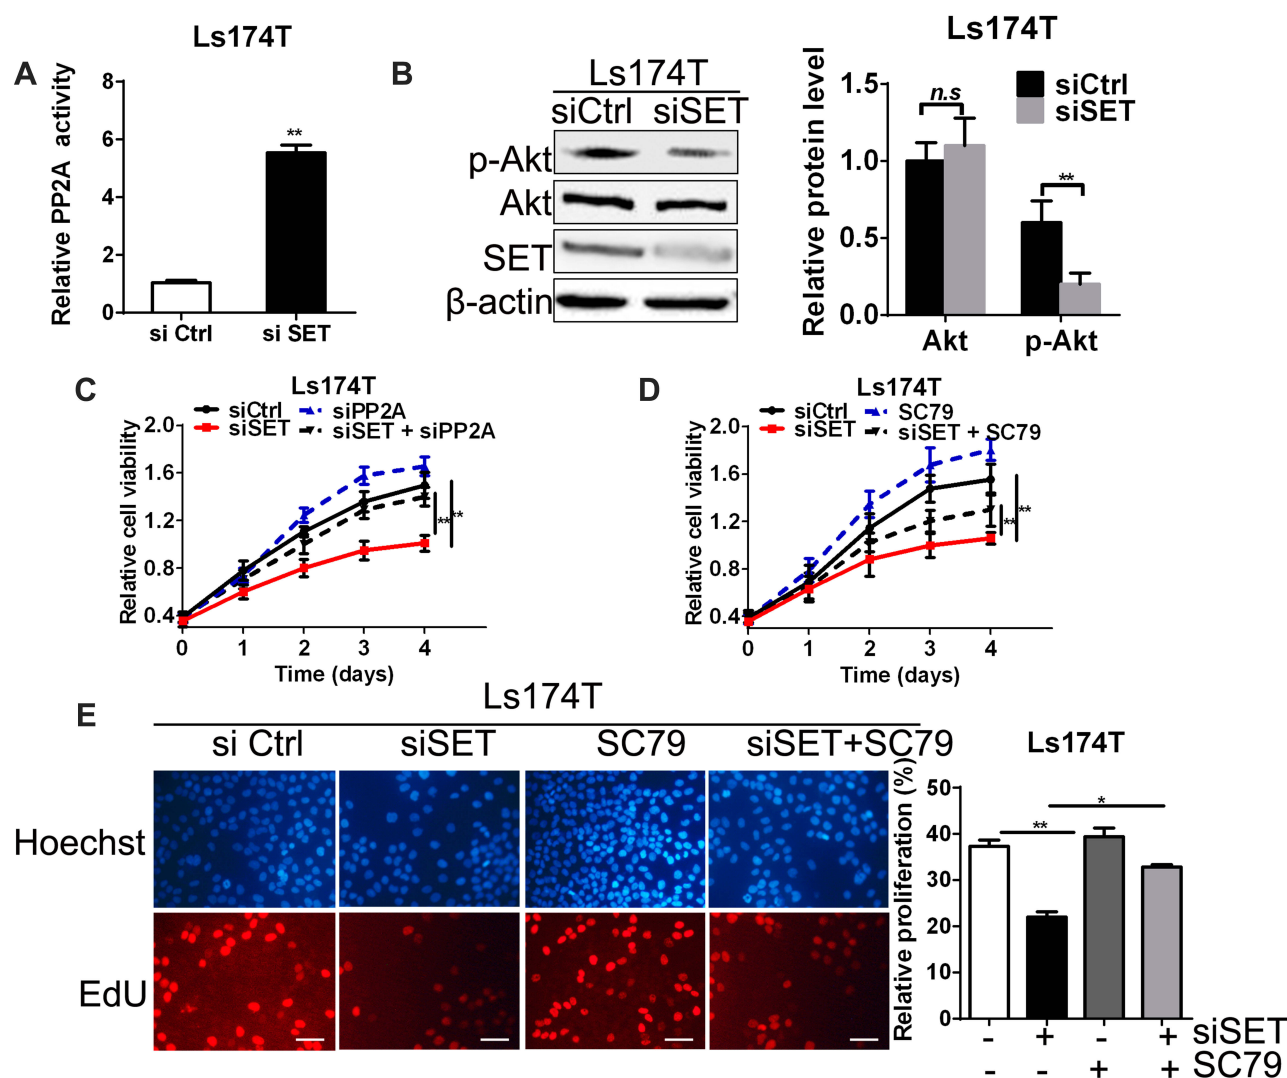 A
Ls174T
Relative PP2A activity
8
6
4
2
0
**
si Ctrl
si SET
B
Ls174T
siCtrl siSET
p-Akt
Akt
SET
β-actin
Ls174T
Relative protein level
1.5
1.0
0.5
0.0
n.s
**
siCtrl
siSET
Akt
p-Akt
C
Ls174T
siCtrl siPP2A
siSET siSET + siPP2A
Relative cell viability
2.0
1.6
1.2
0.8
0.4
**
**
0 1 2 3 4
Time (days)
D
Ls174T
siCtrl SC79
siSET siSET + SC79
Relative cell viability
2.0
1.6
1.2
0.8
0.4
**
**
0 1 2 3 4
Time (days)
E
Ls174T
si Ctrl siSET SC79 siSET+SC79
Hoechst
EdU
Ls174T
Relative proliferation (%)
50
40
30
20
10
0
**
*
- + - + siSET
- - + + SC79